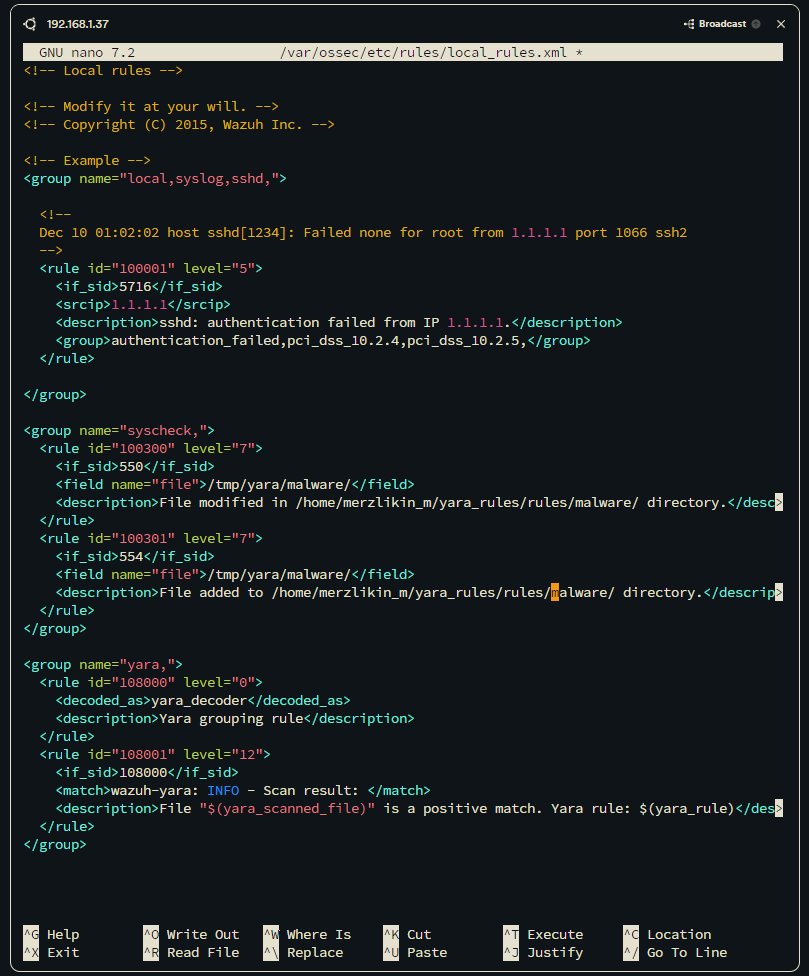 192.168.1.37 Broadcast
GNU nano 7.2 /var/ossec/etc/rules/local_rules.xml *
<!-- Local rules -->
<!-- Modify it at your will. -->
<!-- Copyright (C) 2015, Wazuh Inc. -->
<!-- Example -->
<group name="local,syslog,sshd,">
  <!--
  Dec 10 01:02:02 host sshd[1234]: Failed none for root from 1.1.1.1 port 1066 ssh2
  -->
  <rule id="100001" level="5">
    <if_sid>5716</if_sid>
    <srcip>1.1.1.1</srcip>
    <description>sshd: authentication failed from IP 1.1.1.1.</description>
    <group>authentication_failed,pci_dss_10.2.4,pci_dss_10.2.5,</group>
  </rule>
</group>
<group name="syscheck,">
  <rule id="100300" level="7">
    <if_sid>550</if_sid>
    <field name="file">/tmp/yara/malware/</field>
    <description>File modified in /home/merzlikin_m/yara_rules/rules/malware/ directory.</desc>
  </rule>
  <rule id="100301" level="7">
    <if_sid>554</if_sid>
    <field name="file">/tmp/yara/malware/</field>
    <description>File added to /home/merzlikin_m/yara_rules/rules/malware/ directory.</descrip>
  </rule>
</group>
<group name="yara,">
  <rule id="108000" level="0">
    <decoded_as>yara_decoder</decoded_as>
    <description>Yara grouping rule</description>
  </rule>
  <rule id="108001" level="12">
    <if_sid>108000</if_sid>
    <match>wazuh-yara: INFO - Scan result: </match>
    <description>File "$(yara_scanned_file)" is a positive match. Yara rule: $(yara_rule)</des>
  </rule>
</group>
^G Help ^O Write Out ^W Where Is ^K Cut ^T Execute ^C Location
^X Exit ^R Read File ^\ Replace ^U Paste ^J Justify ^/ Go To Line